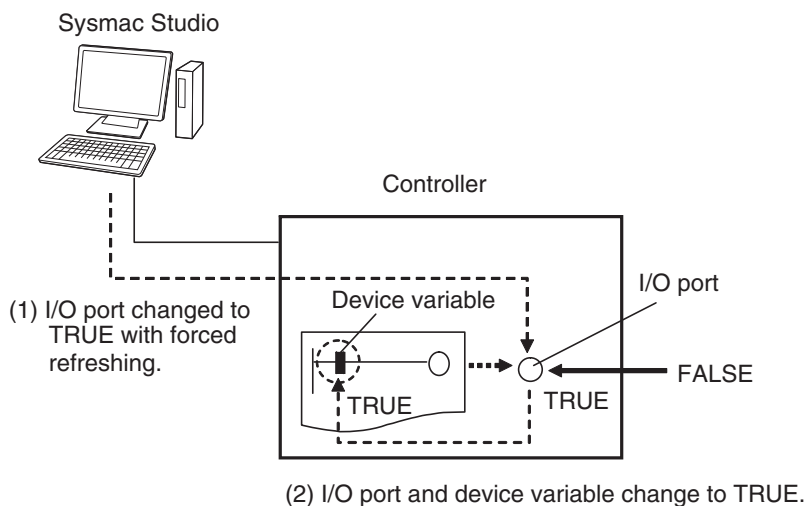 Sysmac Studio
Controller
I/O port
(1) I/O port changed to
TRUE with forced
refreshing.
Device variable
FALSE
TRUE
TRUE
(2) I/O port and device variable change to TRUE.